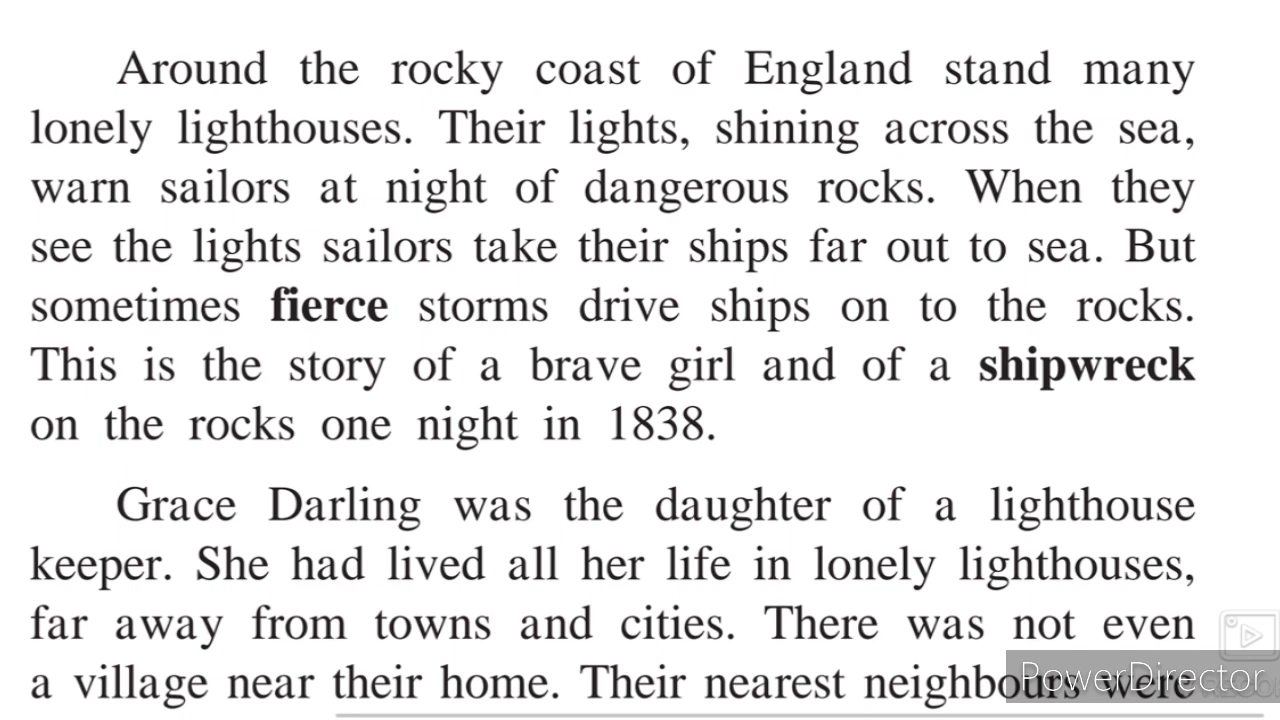 Around the rocky coast of England stand many
lonely lighthouses. Their lights, shining across the sea,
warn sailors at night of dangerous rocks. When they
see the lights sailors take their ships far out to sea. But
sometimes fierce storms drive ships on to the rocks.
This is the story of a brave girl and of a shipwreck
on the rocks one night in 1838.
Grace Darling was the daughter of a lighthouse
keeper. She had lived all her life in lonely lighthouses,
far away from towns and cities. There was not even
a village near their home. Their nearest neighbours were
PowerDirector